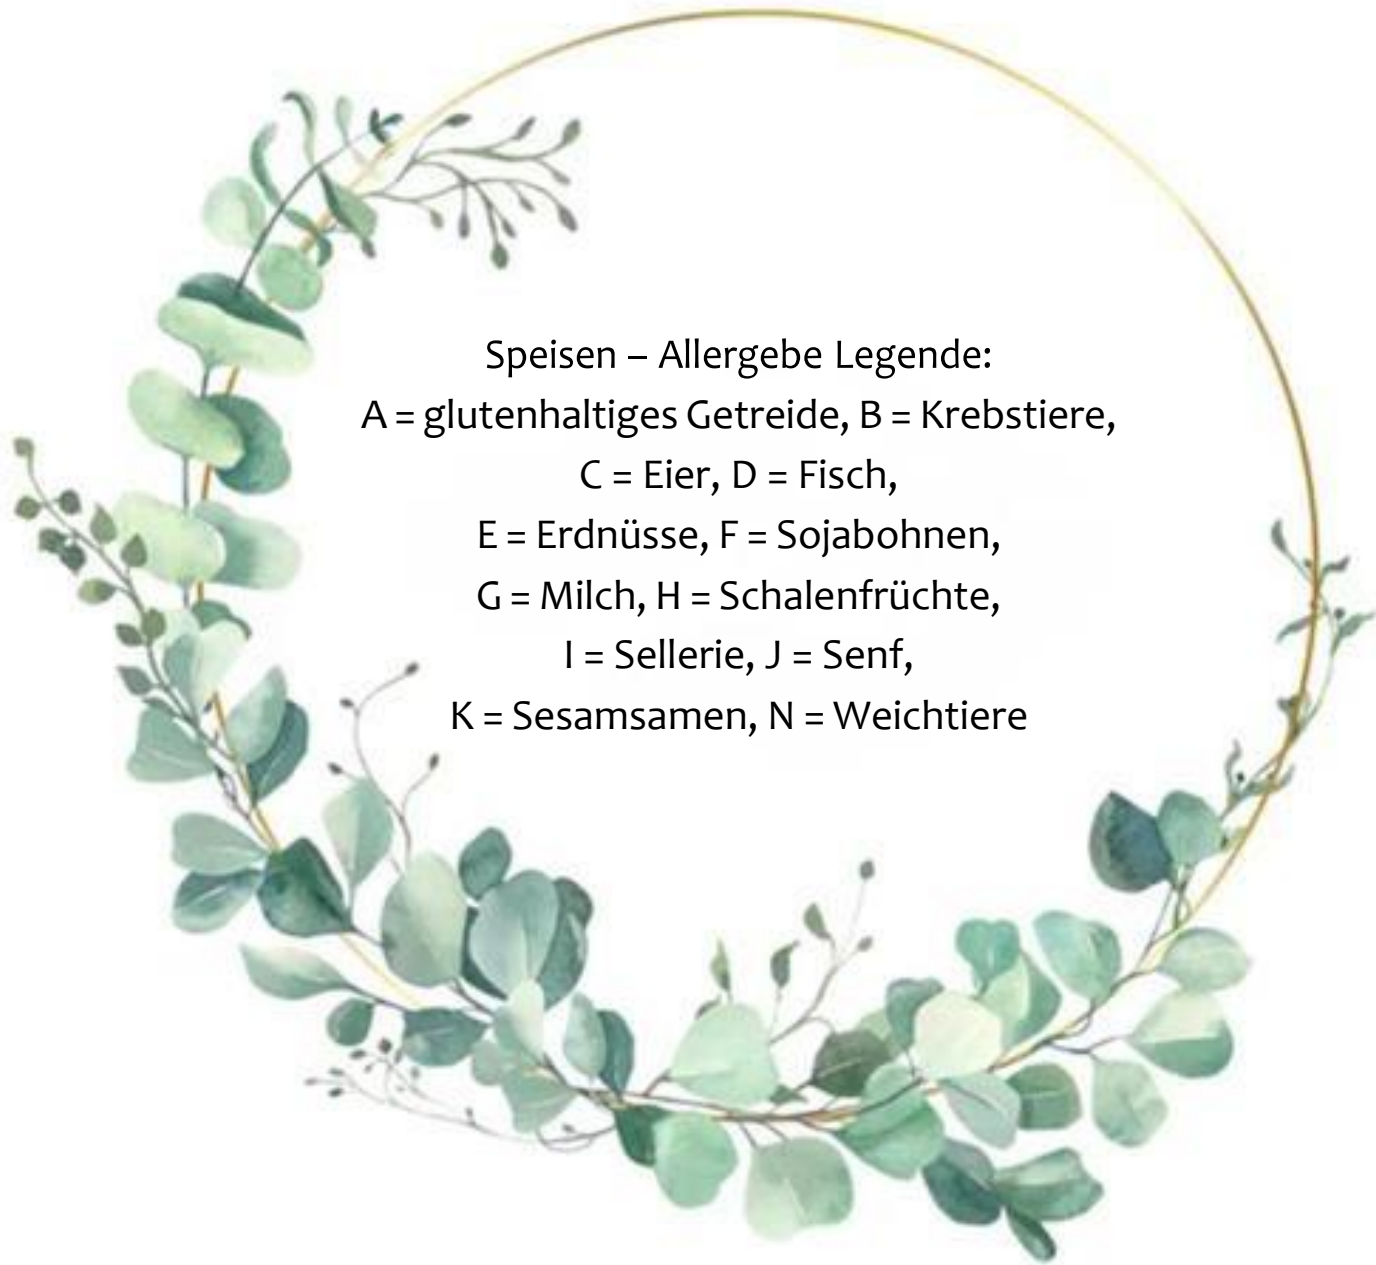 Speisen – Allergebe Legende:
A = glutenhaltiges Getreide, B = Krebstiere,
C = Eier, D = Fisch,
E = Erdnüsse, F = Sojabohnen,
G = Milch, H = Schalenfrüchte,
I = Sellerie, J = Senf,
K = Sesamsamen, N = Weichtiere